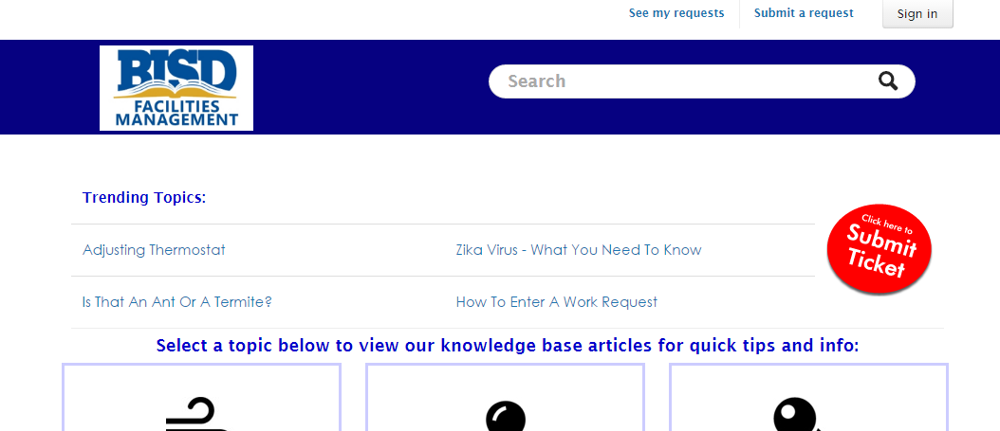 See my requests
Submit a request
Sign in
BISD
FACILITIES
MANAGEMENT
Search
Trending Topics:
Click here to
Submit
Ticket
Adjusting Thermostat
Zika Virus - What You Need To Know
Is That An Ant Or A Termite?
How To Enter A Work Request
Select a topic below to view our knowledge base articles for quick tips and info: